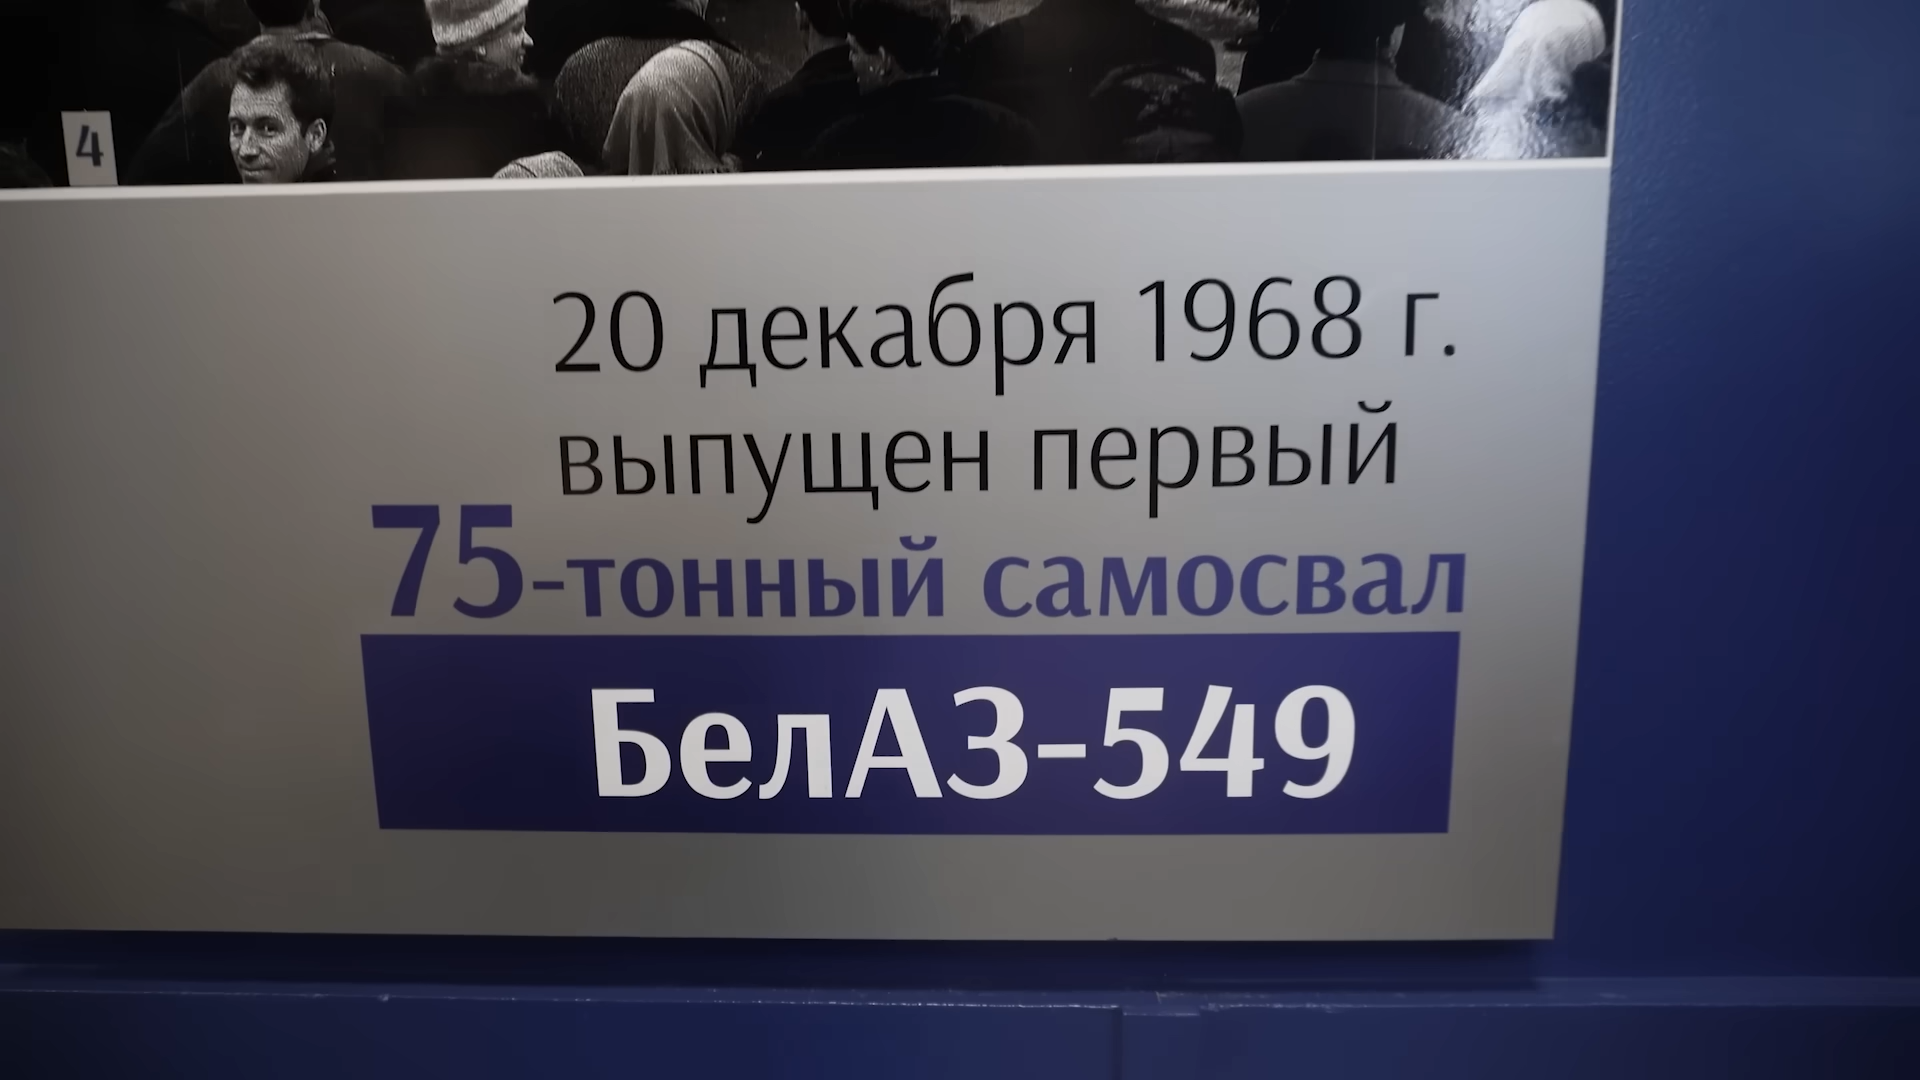 4
20 декабря 1968 г.
выпущен первый
75-тонный самосвал
БелАЗ-549